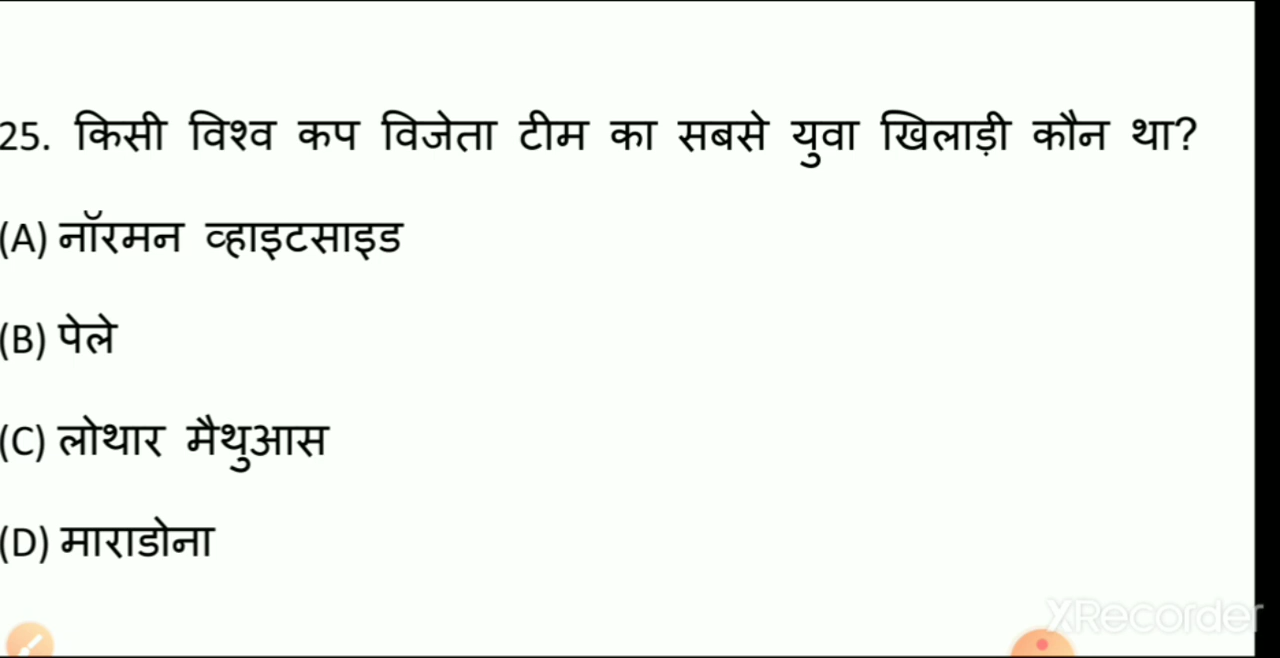 25. किसी विश्व कप विजेता टीम का सबसे युवा खिलाड़ी कौन था?
(A) नॉरमन व्हाइटसाइड
(B) पेले
(C) लोथार मैथुआस
(D) माराडोना
XRecorder